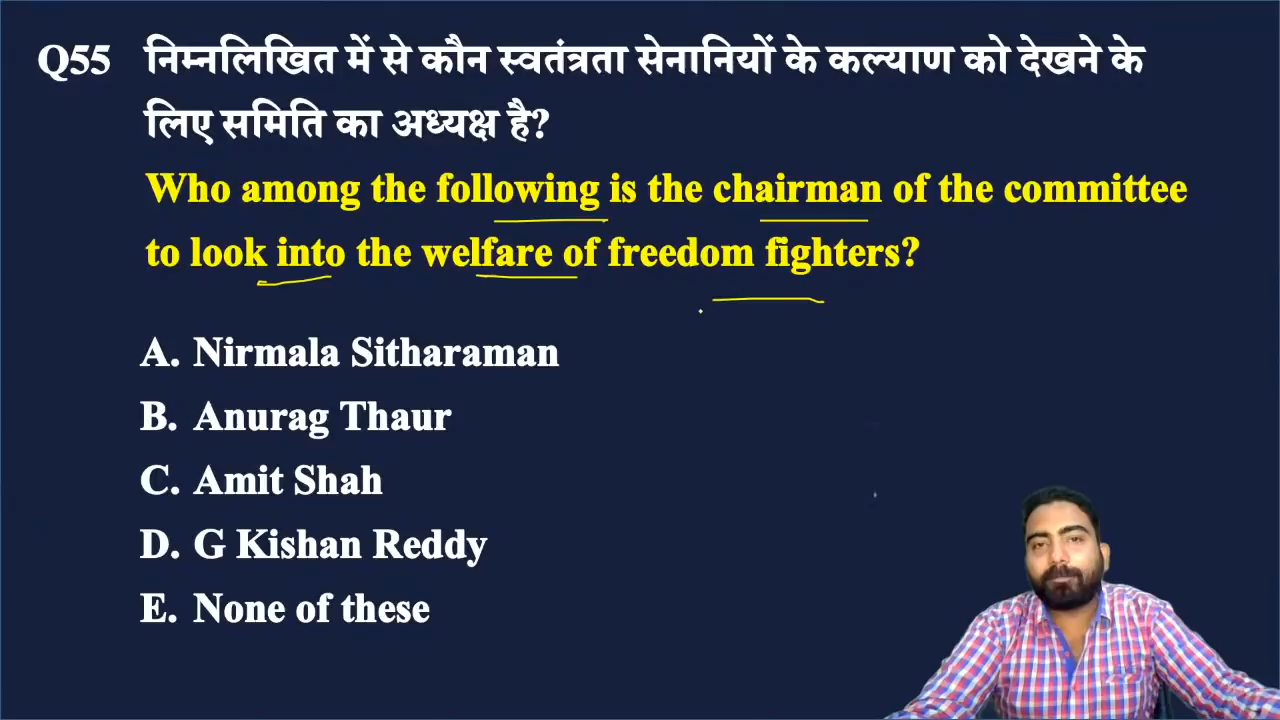 Q55 निम्नलिखित में से कौन स्वतंत्रता सेनानियों के कल्याण को देखने के
लिए समिति का अध्यक्ष है?
Who among the following is the chairman of the committee
to look into the welfare of freedom fighters?
A. Nirmala Sitharaman
B. Anurag Thaur
C. Amit Shah
D. G Kishan Reddy
E. None of these